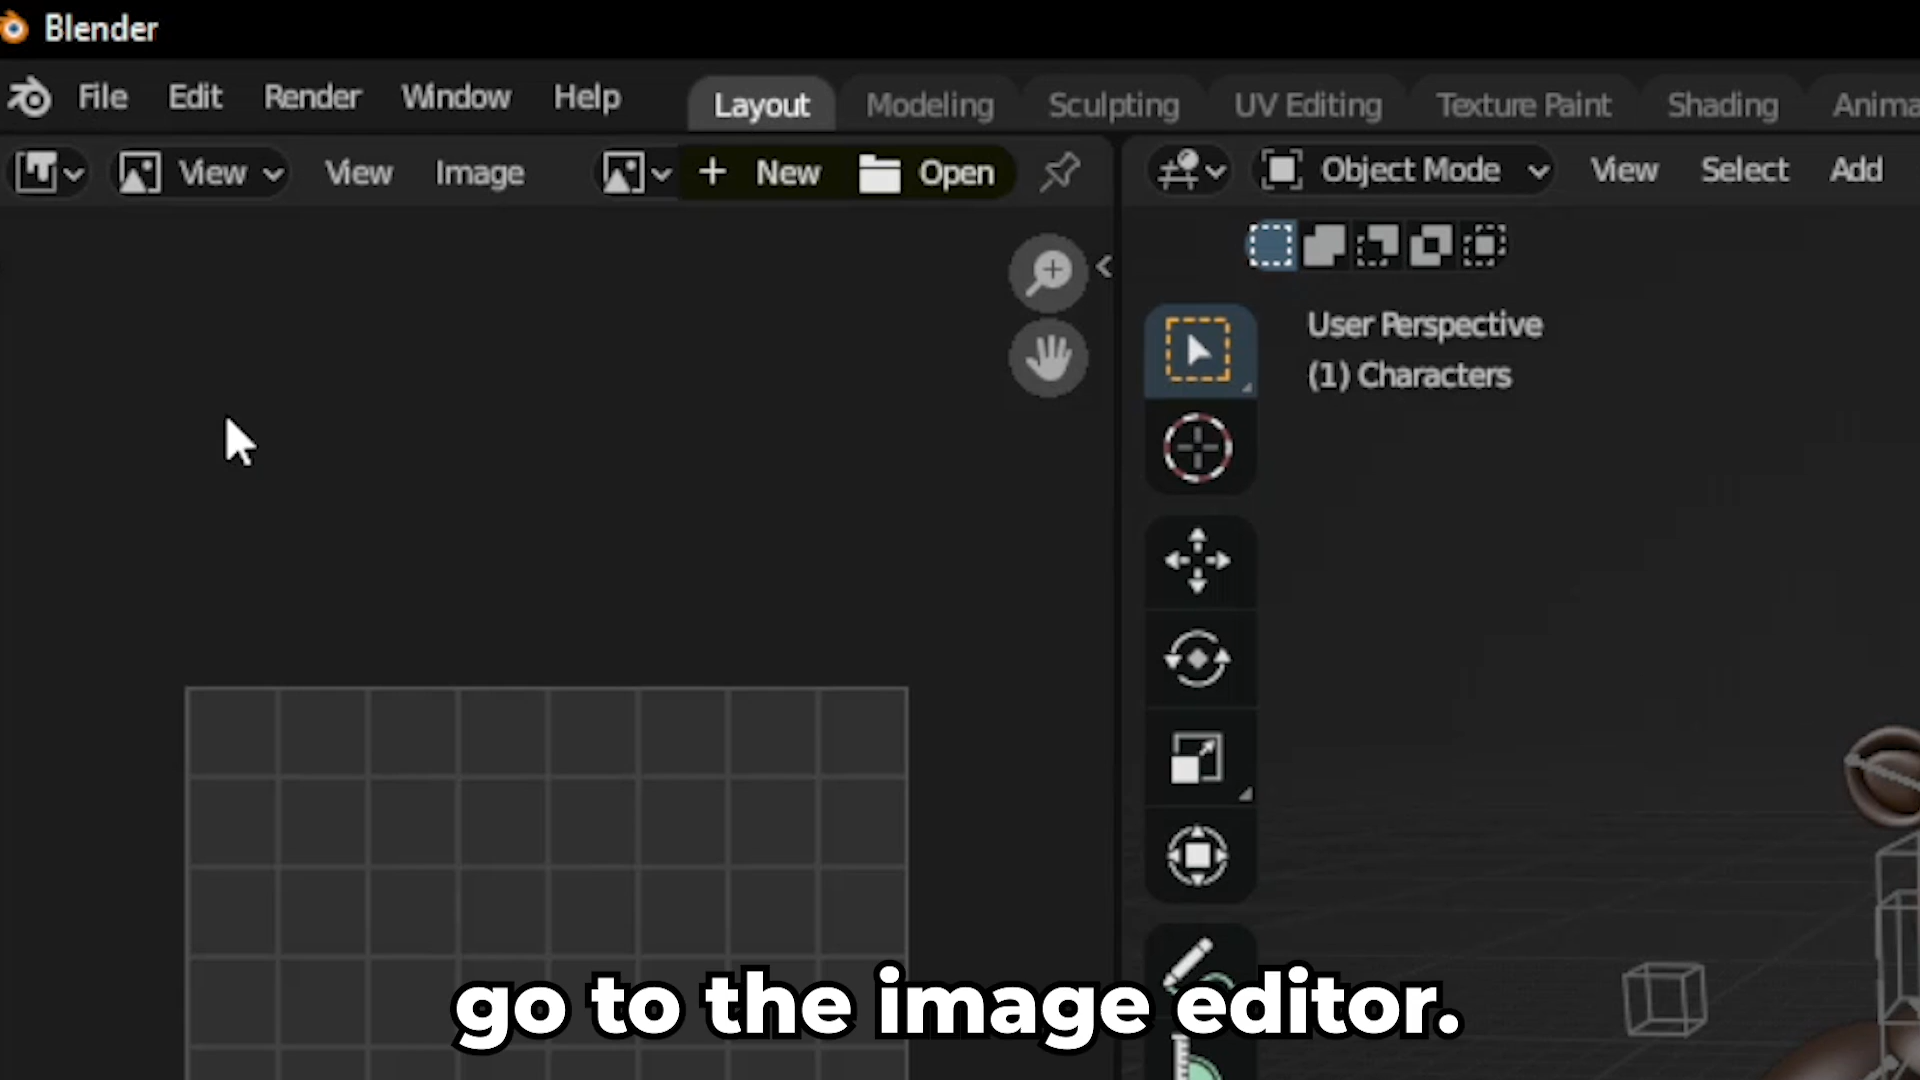 Blender
File Edit Render Window Help Layout Modeling Sculpting UV Editing Texture Paint Shading Anima
View View Image New Open Object Mode View Select Add
User Perspective
(1) Characters
go to the image editor.